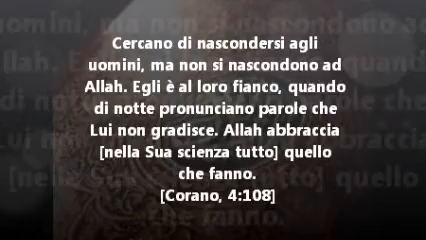 Cercano di nascondersi agli
uomini, ma non si nascondono ad
Allah. Egli è al loro fianco, quando
di notte pronunciano parole che
Lui non gradisce. Allah abbraccia
[nella Sua scienza tutto] quello
che fanno.
[Corano, 4:108]